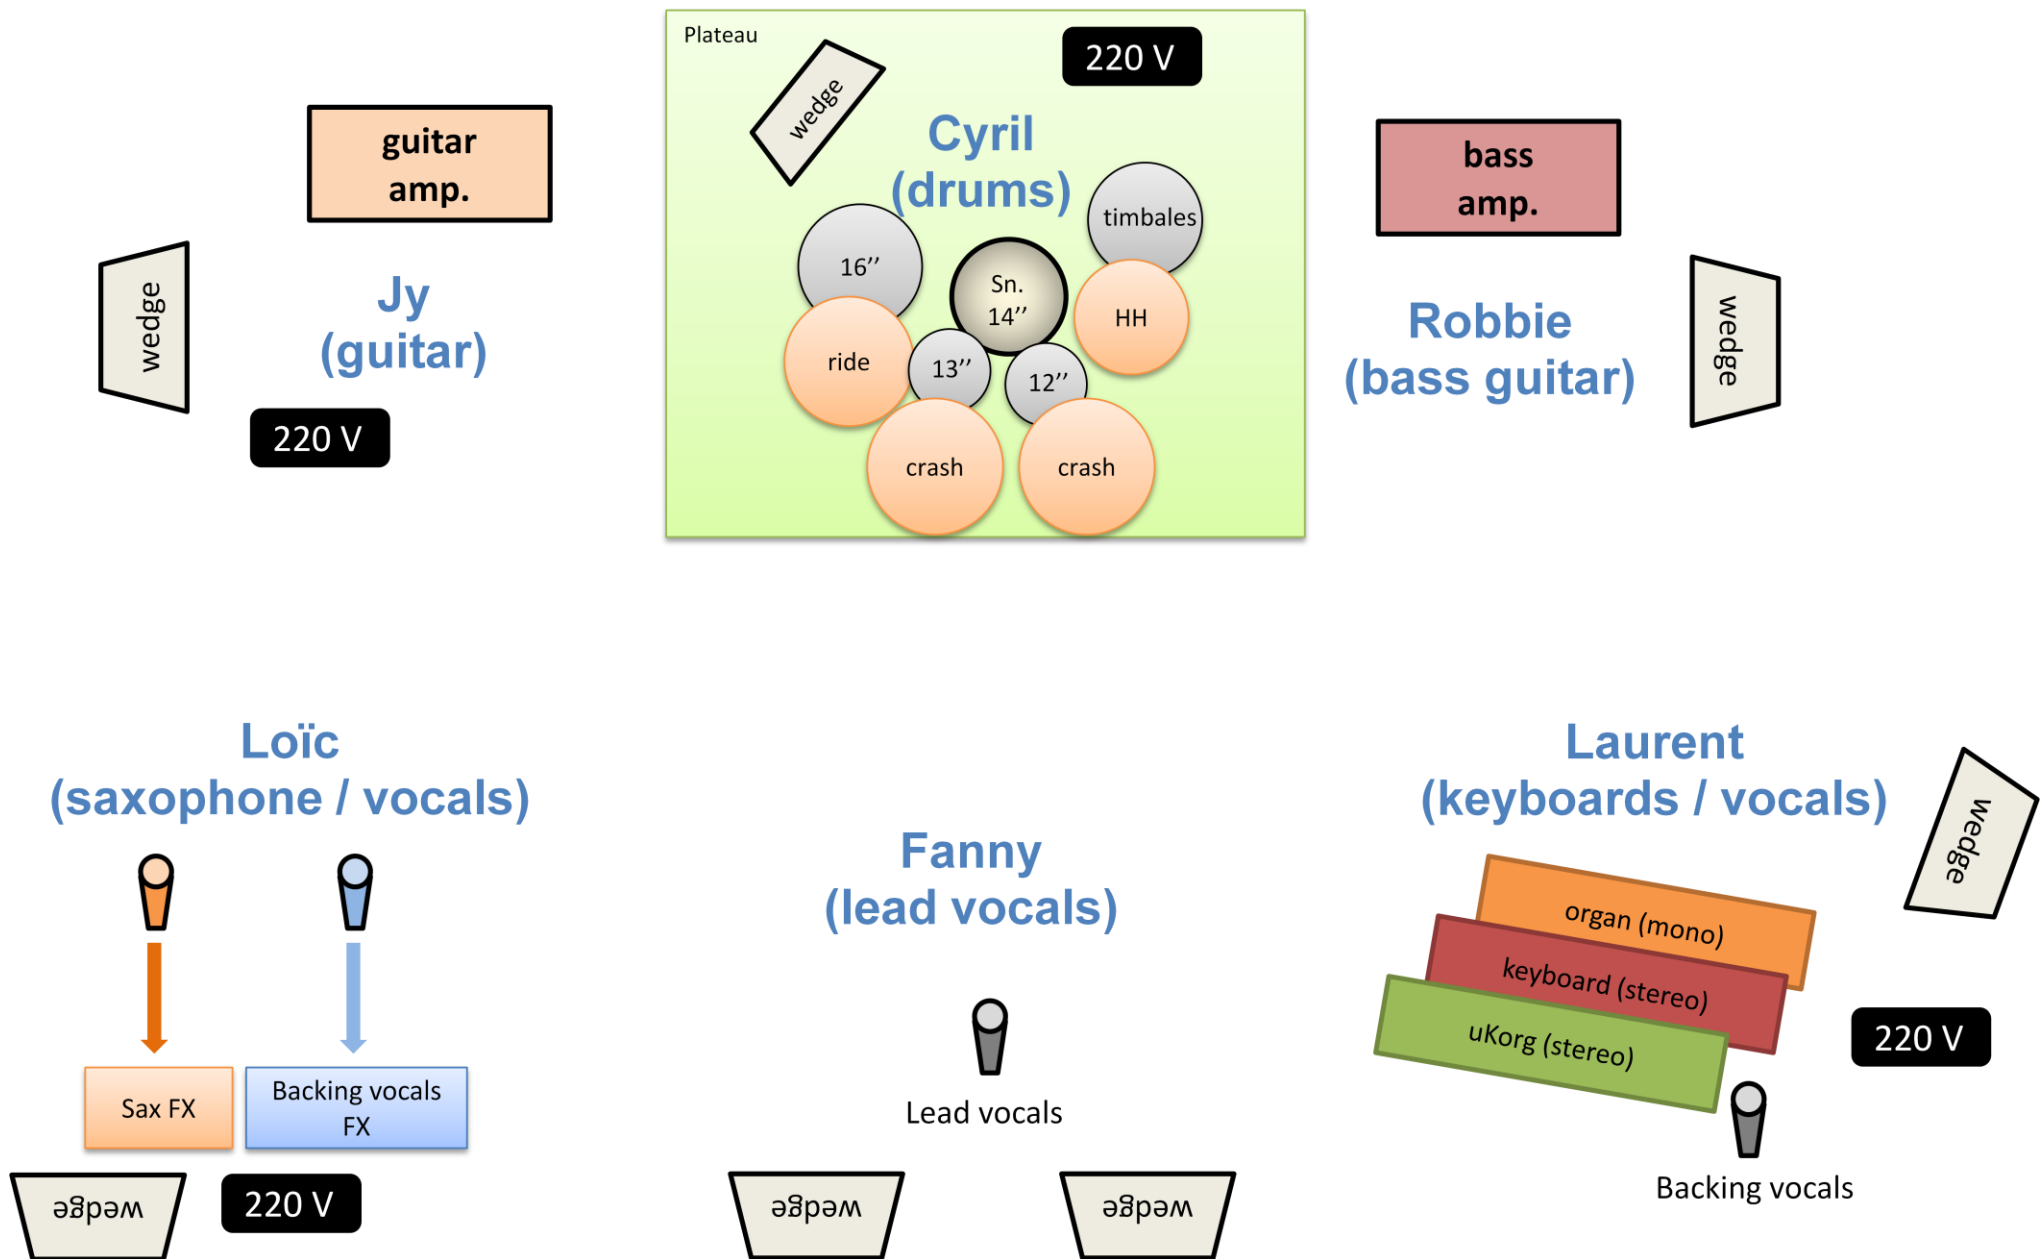 Plateau
220 V
wedge
guitar
amp.
Cyril
(drums)
bass
amp.
timbales
16’’
Sn.
14’’
HH
wedge
Jy
(guitar)
ride
13’’
12’’
Robbie
(bass guitar)
wedge
220 V
crash
crash
Loïc
(saxophone / vocals)
Laurent
(keyboards / vocals)
wedge
Fanny
(lead vocals)
organ (mono)
keyboard (stereo)
uKorg (stereo)
220 V
Sax FX
Backing vocals
FX
Lead vocals
Backing vocals
wedge
220 V
wedge
wedge